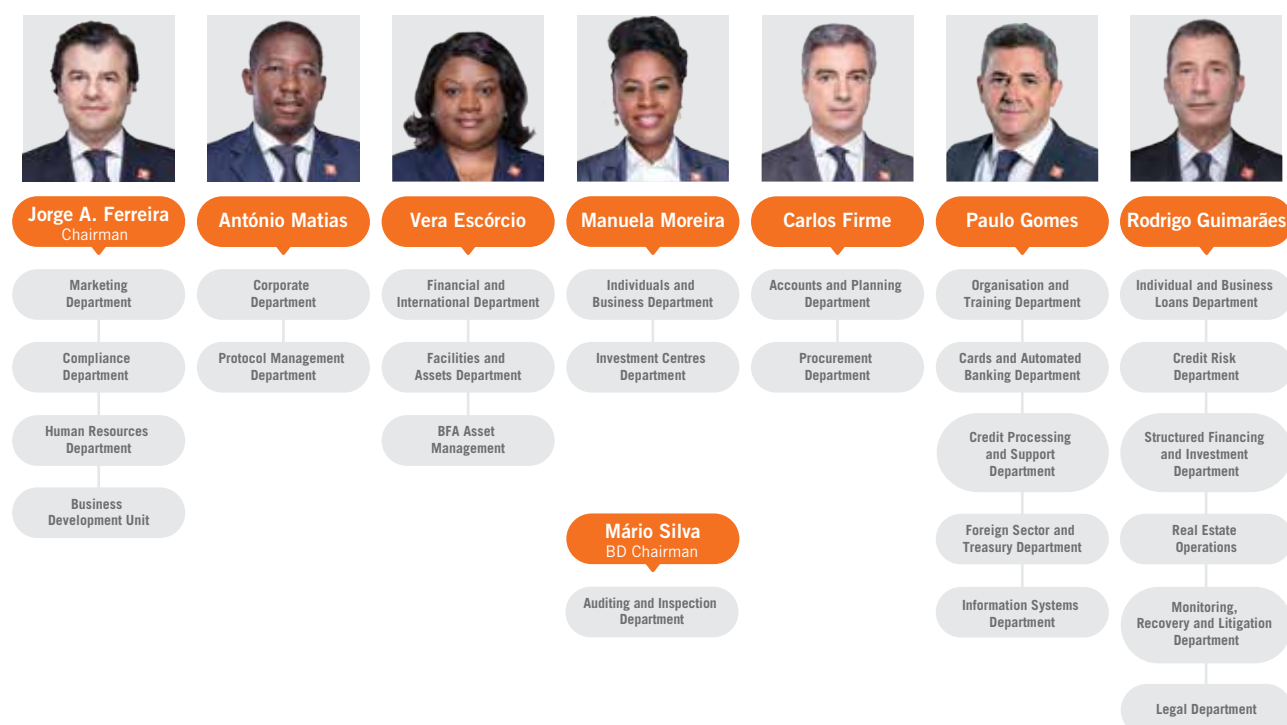 Jorge A. Ferreira
Chairman
António Matias
Vera Escórcio
Manuela Moreira
Carlos Firme
Paulo Gomes
Rodrigo Guimarães
Marketing
Department
Compliance
Department
Human Resources
Department
Business
Development Unit
Corporate
Department
Protocol Management
Department
Financial and
International Department
Facilities and
Assets Department
BFA Asset
Management
Individuals and
Business Department
Investment Centres
Department
Mário Silva
BD Chairman
Auditing and Inspection
Department
Accounts and Planning
Department
Procurement
Department
Organisation and
Training Department
Cards and Automated
Banking Department
Credit Processing
and Support
Department
Foreign Sector and
Treasury Department
Information Systems
Department
Individual and Business
Loans Department
Credit Risk
Department
Structured Financing
and Investment
Department
Real Estate
Operations
Monitoring,
Recovery and Litigation
Department
Legal Department